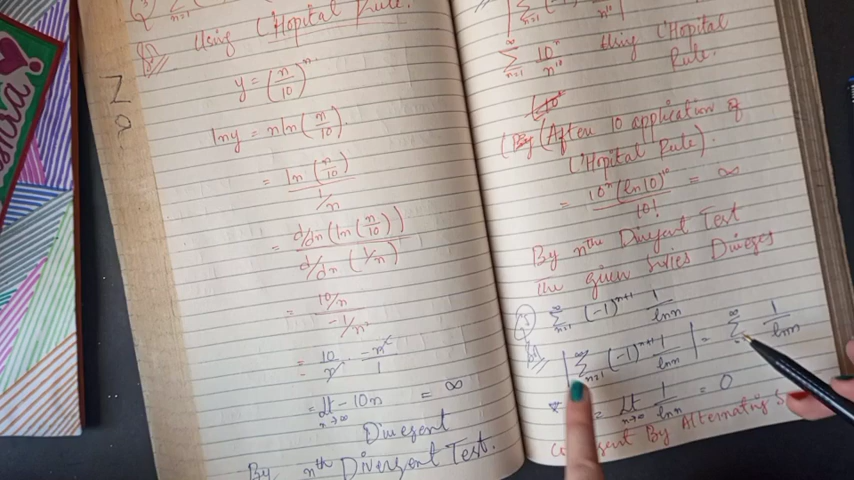 Using L'Hopital Rule.
y = (n/10)^n
ln y = n ln (n/10)
= ln (n/10) / 1/n
= d/dn (ln (n/10)) / d/dn (1/n)
= 10/n / -1/n²
= 10/n · -n²/1
= lt n→∞ -10n = ∞
Divergent
By nth Divergent Test.
∑ n=1 ∞ 10^n / n^10 Using L'Hopital
Rule.
(By (After 10 application of
L'Hopital Rule).
= 10^n (ln 10)^10 / 10! = ∞
By nth Divergent Test
The given Series Diverges
Q ∑ n=1 ∞ (-1)^n+1 1/ln n
Sol | ∑ n=1 ∞ (-1)^n+1 1/ln n | = ∑ ∞ 1/ln n
= lt n→∞ 1/ln n = 0
By Alternating